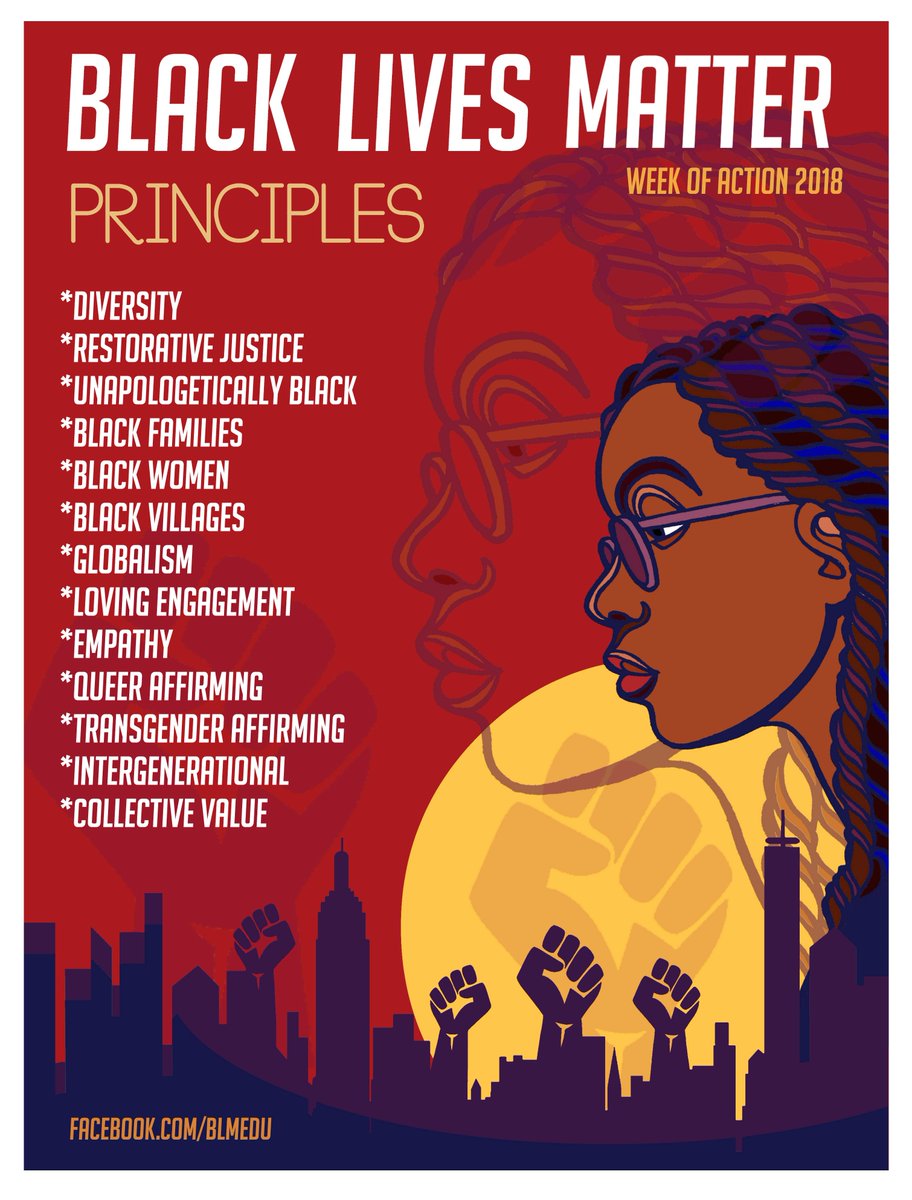 BLACK LIVES MATTER
WEEK OF ACTION 2018
PRINCIPLES
*DIVERSITY
*RESTORATIVE JUSTICE
*UNAPOLOGETICALLY BLACK
*BLACK FAMILIES
*BLACK WOMEN
*BLACK VILLAGES
*GLOBALISM
*LOVING ENGAGEMENT
*EMPATHY
*QUEER AFFIRMING
*TRANSGENDER AFFIRMING
*INTERGENERATIONAL
*COLLECTIVE VALUE
FACEBOOK.COM/BLMEDU